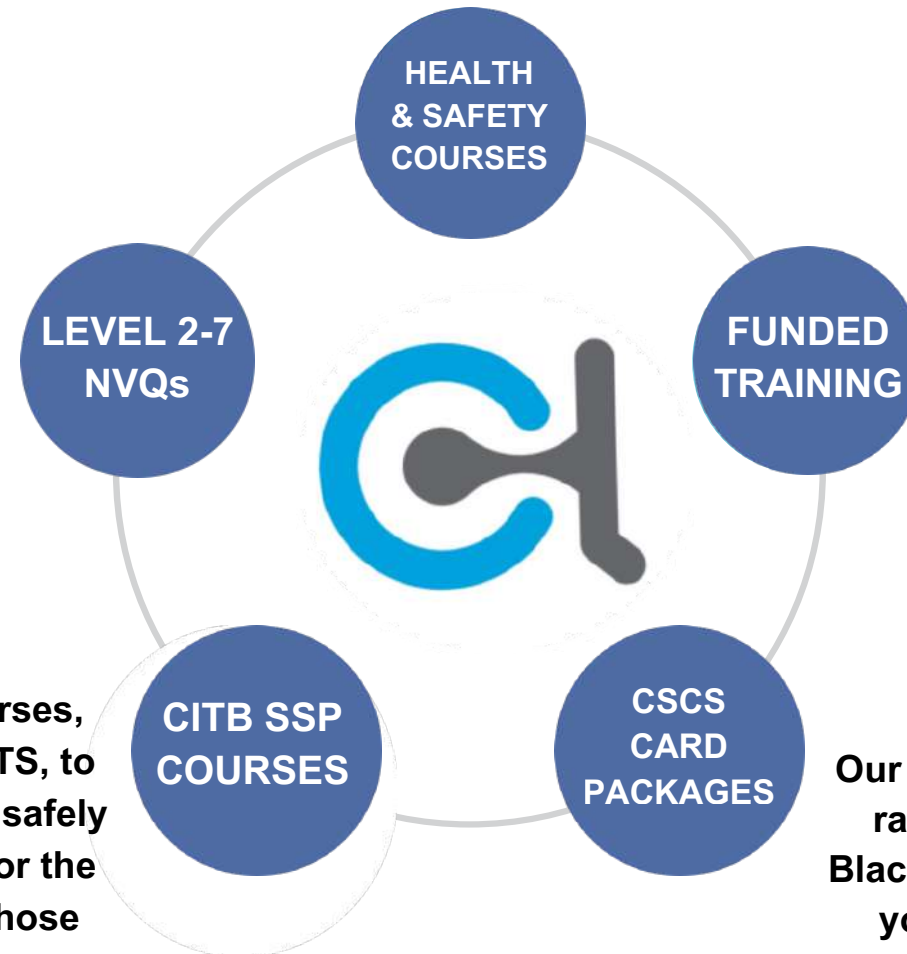 HEALTH
& SAFETY
COURSES
LEVEL 2-7
NVQs
FUNDED
TRAINING
CITB SSP
COURSES
CSCS
CARD
PACKAGES
rses,
TS, to
safely
or the
hose
Our
ra
Blac
yo